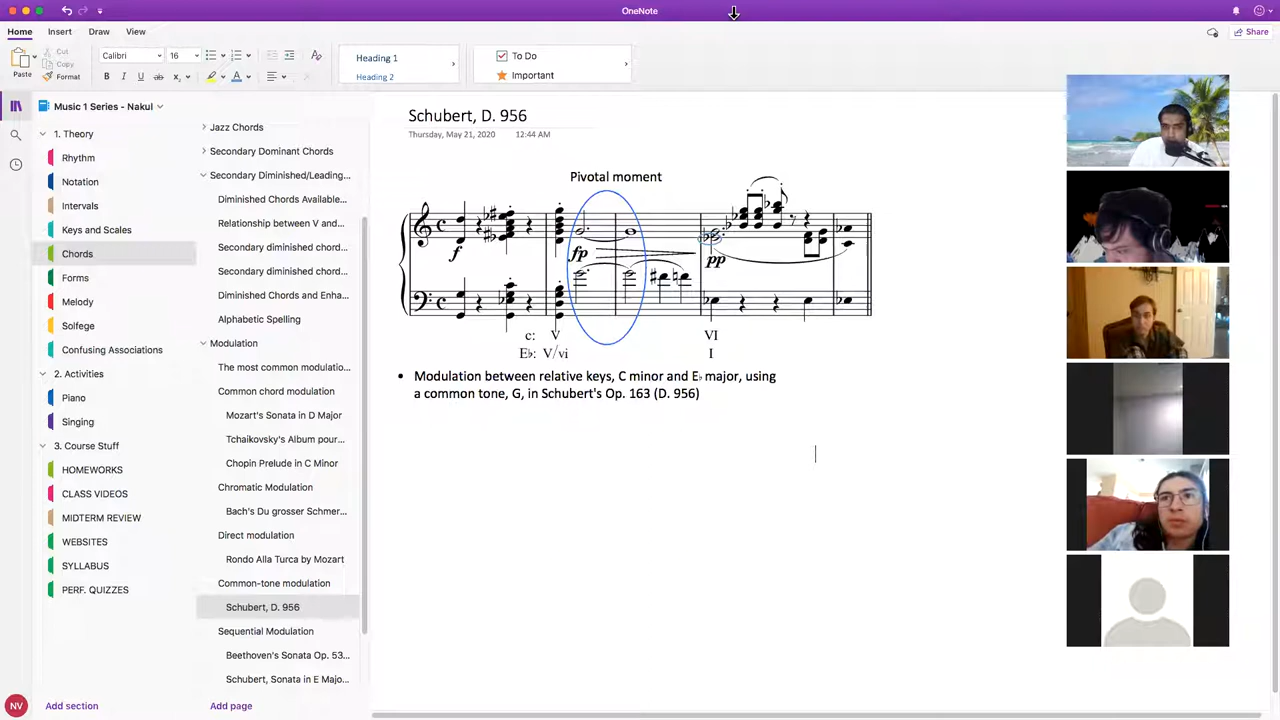 OneNote
Home Insert Draw View
Share
Paste
Cut
Copy
Format
Calibri 16
B I U ab x A
Heading 1
Heading 2
To Do
Important
Music 1 Series - Nakul
1. Theory
Rhythm
Notation
Intervals
Keys and Scales
Chords
Forms
Melody
Solfege
Confusing Associations
2. Activities
Piano
Singing
3. Course Stuff
HOMEWORKS
CLASS VIDEOS
MIDTERM REVIEW
WEBSITES
SYLLABUS
PERF. QUIZZES
NV
Add section
Jazz Chords
Secondary Dominant Chords
Secondary Diminished/Leading...
Diminished Chords Available...
Relationship between V and...
Secondary diminished chord...
Secondary diminished chord...
Diminished Chords and Enha...
Alphabetic Spelling
Modulation
The most common modulatio...
Common chord modulation
Mozart's Sonata in D Major
Tchaikovsky's Album pour...
Chopin Prelude in C Minor
Chromatic Modulation
Bach's Du grosser Schmer...
Direct modulation
Rondo Alla Turca by Mozart
Common-tone modulation
Schubert, D. 956
Sequential Modulation
Beethoven's Sonata Op. 53...
Schubert, Sonata in E Majo...
Add page
Schubert, D. 956
Thursday, May 21, 2020 12:44 AM
Pivotal moment
f fp pp
c: V VI
E♭: V/vi I
• Modulation between relative keys, C minor and E♭ major, using
a common tone, G, in Schubert's Op. 163 (D. 956)